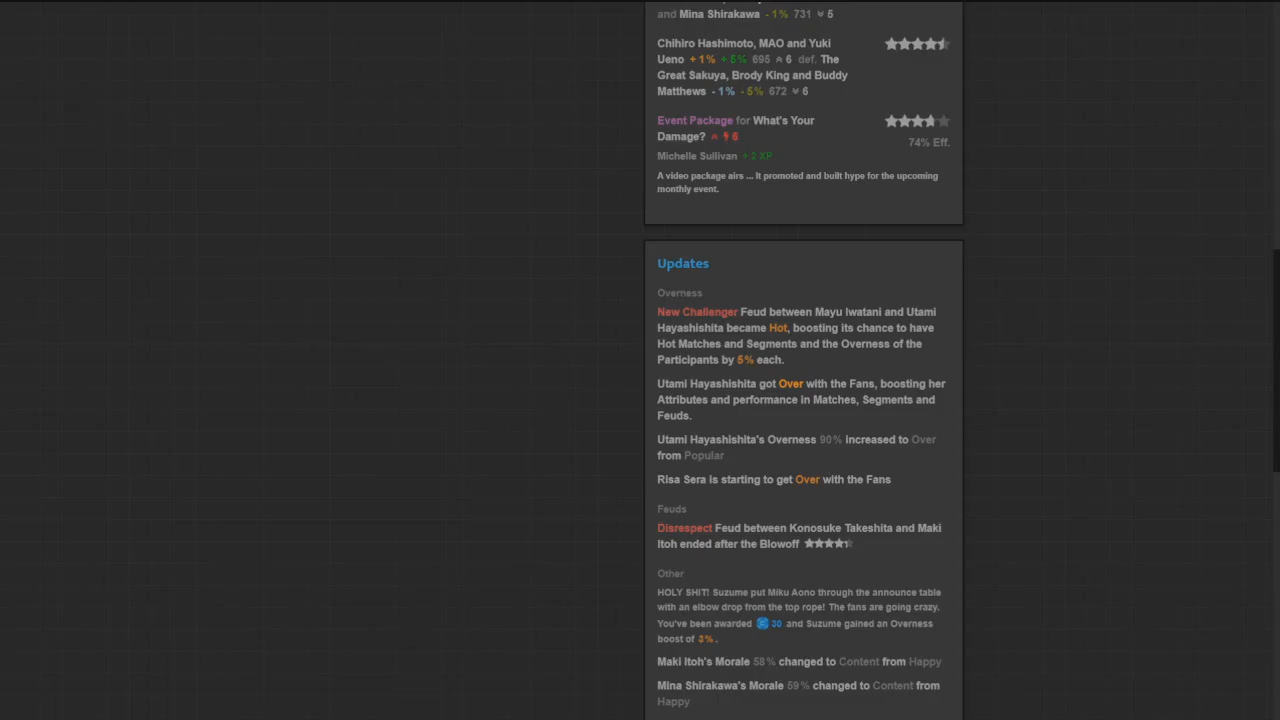 and Mina Shirakawa - 1% 731 5
Chihiro Hashimoto, MAO and Yuki
Ueno + 1% + 5% 695 6 def. The
Great Sakuya, Brody King and Buddy
Matthews - 1% - 5% 672 6
Event Package for What's Your
Damage? 6
74% Eff.
Michelle Sullivan + 2 XP
A video package airs ... It promoted and built hype for the upcoming
monthly event.
Updates
Overness
New Challenger Feud between Mayu Iwatani and Utami
Hayashishita became Hot, boosting its chance to have
Hot Matches and Segments and the Overness of the
Participants by 5% each.
Utami Hayashishita got Over with the Fans, boosting her
Attributes and performance in Matches, Segments and
Feuds.
Utami Hayashishita's Overness 90% increased to Over
from Popular
Risa Sera is starting to get Over with the Fans
Feuds
Disrespect Feud between Konosuke Takeshita and Maki
Itoh ended after the Blowoff
Other
HOLY SHIT! Suzume put Miku Aono through the announce table
with an elbow drop from the top rope! The fans are going crazy.
You've been awarded 30 and Suzume gained an Overness
boost of 3%.
Maki Itoh's Morale 58% changed to Content from Happy
Mina Shirakawa's Morale 59% changed to Content from
Happy